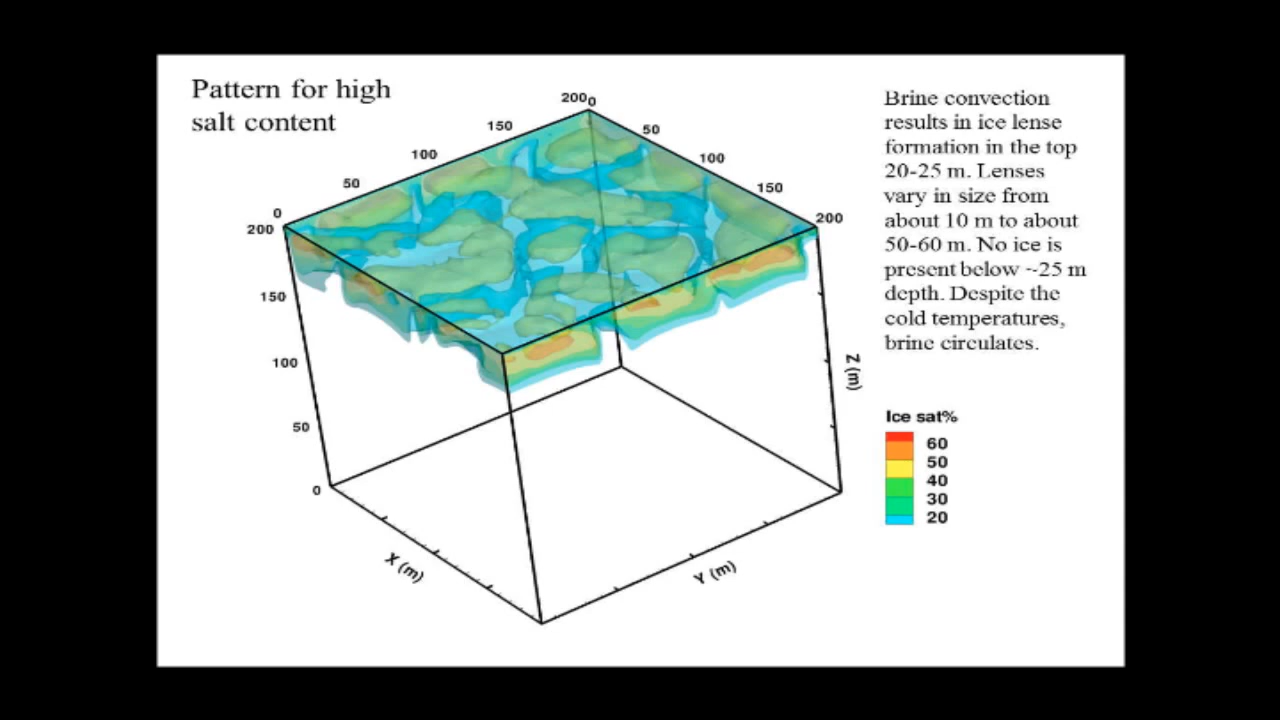 Pattern for high
salt content
200
0
150
50
100
100
50
150
0
200
200
150
100
50
0
X (m)
Y (m)
Z (m)
Brine convection
results in ice lense
formation in the top
20-25 m. Lenses
vary in size from
about 10 m to about
50-60 m. No ice is
present below ~25 m
depth. Despite the
cold temperatures,
brine circulates.
Ice sat%
60
50
40
30
20